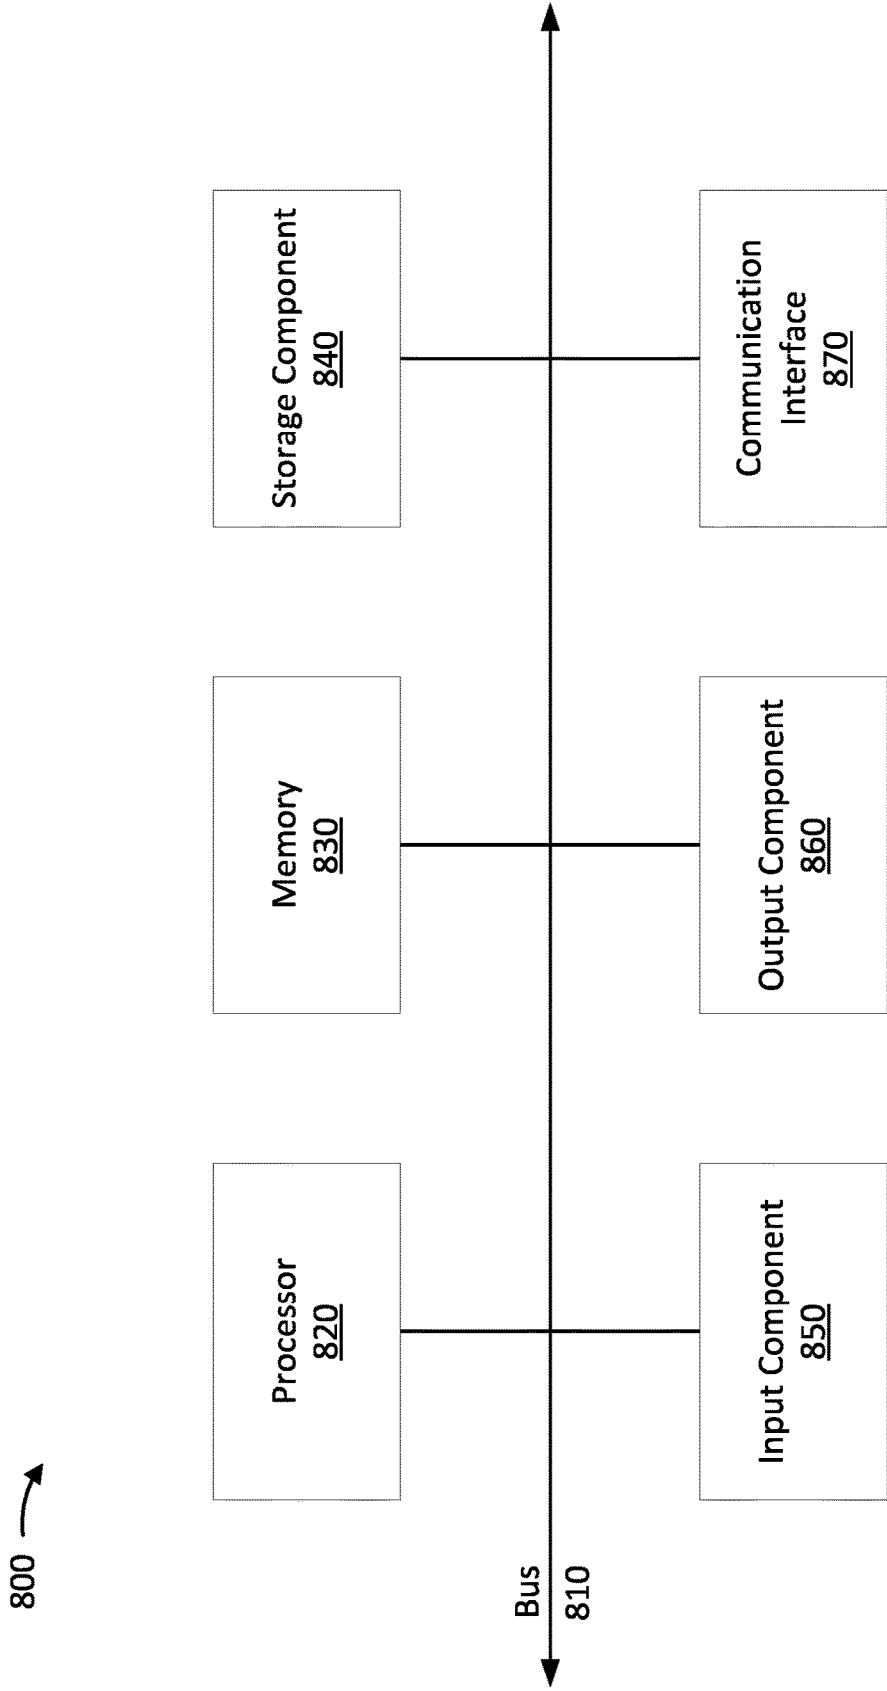 800
Processor
820
Memory
830
Storage Component
840
Bus
810
Input Component
850
Output Component
860
Communication
Interface
870